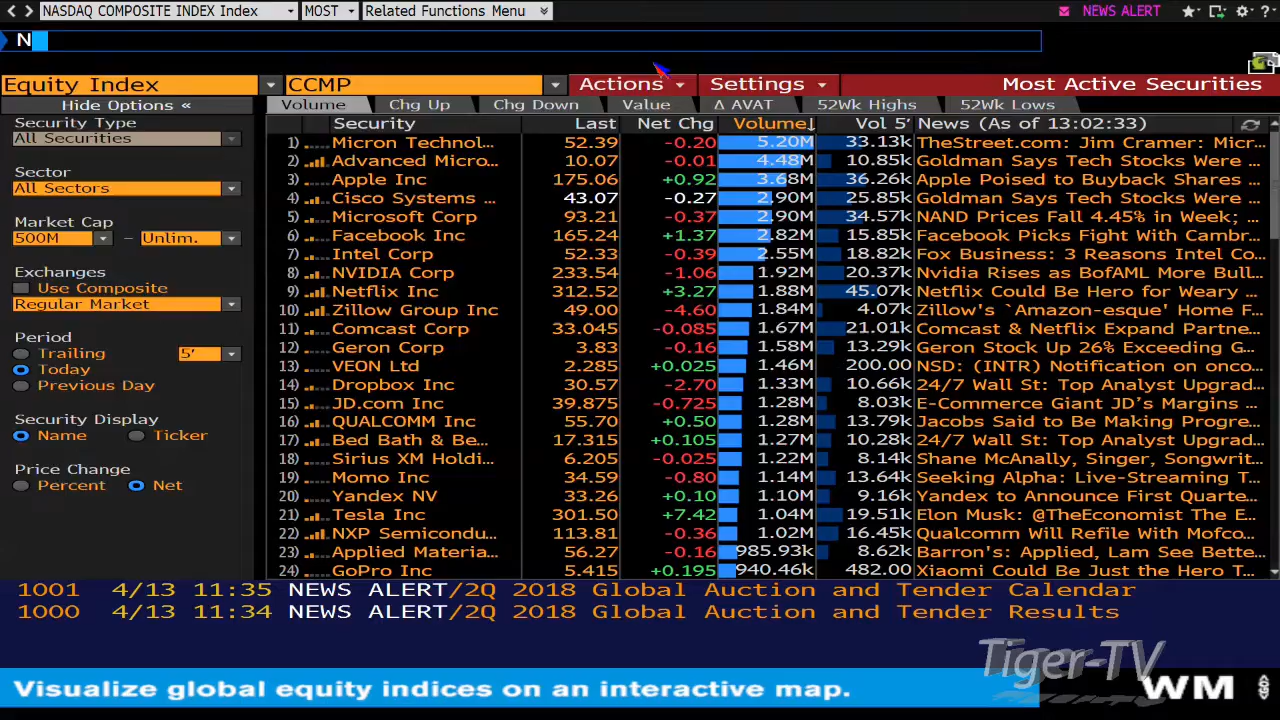 NASDAQ COMPOSITE INDEX Index MOST Related Functions Menu NEWS ALERT
N
Equity Index CCMP Actions Settings Most Active Securities
Hide Options « Volume Chg Up Chg Down Value Δ AVAT 52Wk Highs 52Wk Lows
Security Type
All Securities
Sector
All Sectors
Market Cap
500M – Unlim.
Exchanges
Use Composite
Regular Market
Period
Trailing 5'
Today
Previous Day
Security Display
Name Ticker
Price Change
Percent Net
Security Last Net Chg Volume↓ Vol 5' News (As of 13:02:33)
1) Micron Technol... 52.39 -0.20 5.20M 33.13k TheStreet.com: Jim Cramer: Micr...
2) Advanced Micro... 10.07 -0.01 4.48M 10.85k Goldman Says Tech Stocks Were ...
3) Apple Inc 175.06 +0.92 3.68M 36.26k Apple Poised to Buyback Shares ...
4) Cisco Systems ... 43.07 -0.27 2.90M 25.85k Goldman Says Tech Stocks Were ...
5) Microsoft Corp 93.21 -0.37 2.90M 34.57k NAND Prices Fall 4.45% in Week; ...
6) Facebook Inc 165.24 +1.37 2.82M 15.85k Facebook Picks Fight With Cambr...
7) Intel Corp 52.33 -0.39 2.55M 18.82k Fox Business: 3 Reasons Intel Co...
8) NVIDIA Corp 233.54 -1.06 1.92M 20.37k Nvidia Rises as BofAML More Bull...
9) Netflix Inc 312.52 +3.27 1.88M 45.07k Netflix Could Be Hero for Weary ...
10) Zillow Group Inc 49.00 -4.60 1.84M 4.07k Zillow's `Amazon-esque' Home F...
11) Comcast Corp 33.045 -0.085 1.67M 21.01k Comcast & Netflix Expand Partne...
12) Geron Corp 3.83 -0.16 1.58M 13.29k Geron Stock Up 26% Exceeding G...
13) VEON Ltd 2.285 +0.025 1.46M 200.00 NSD: (INTR) Notification on onco...
14) Dropbox Inc 30.57 -2.70 1.33M 10.66k 24/7 Wall St: Top Analyst Upgrad...
15) JD.com Inc 39.875 -0.725 1.28M 8.03k E-Commerce Giant JD's Margins ...
16) QUALCOMM Inc 55.70 +0.50 1.28M 13.79k Jacobs Said to Be Making Progre...
17) Bed Bath & Be... 17.315 +0.105 1.27M 10.28k 24/7 Wall St: Top Analyst Upgrad...
18) Sirius XM Holdi... 6.205 -0.025 1.22M 8.14k Shane McAnally, Singer, Songwrit...
19) Momo Inc 34.59 -0.80 1.14M 13.64k Seeking Alpha: Live-Streaming T...
20) Yandex NV 33.26 +0.10 1.10M 9.16k Yandex to Announce First Quarte...
21) Tesla Inc 301.50 +7.42 1.04M 19.51k Elon Musk: @TheEconomist The E...
22) NXP Semicondu... 113.81 -0.36 1.02M 16.45k Qualcomm Will Refile With Mofco...
23) Applied Materia... 56.27 -0.16 985.93k 8.62k Barron's: Applied, Lam See Bette...
24) GoPro Inc 5.415 +0.195 940.46k 482.00 Xiaomi Could Be Just the Hero T...
1001 4/13 11:35 NEWS ALERT/2Q 2018 Global Auction and Tender Calendar
1000 4/13 11:34 NEWS ALERT/2Q 2018 Global Auction and Tender Results
Tiger-TV
Visualize global equity indices on an interactive map. WM